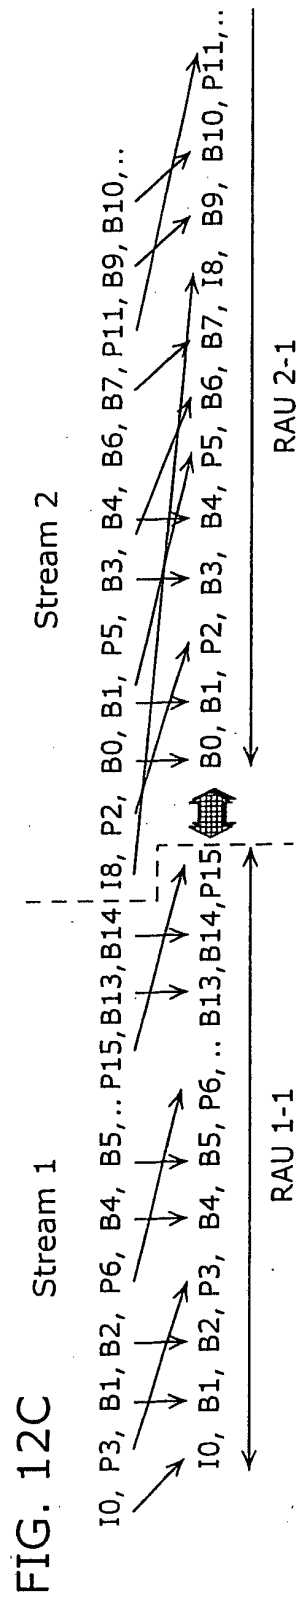 FIG. 12C
Stream 1 Stream 2
I0, P3, B1, B2, P6, B4, B5,.. P15, B13, B14 I8, P2, B0, B1, P5, B3, B4, B6, B7, P11, B9, B10,..
I0, B1, B2, P3, B4, B5, P6, .. B13, B14, P15 B0, B1, P2, B3, B4, P5, B6, B7, I8, B9, B10, P11,..
RAU 1-1 RAU 2-1